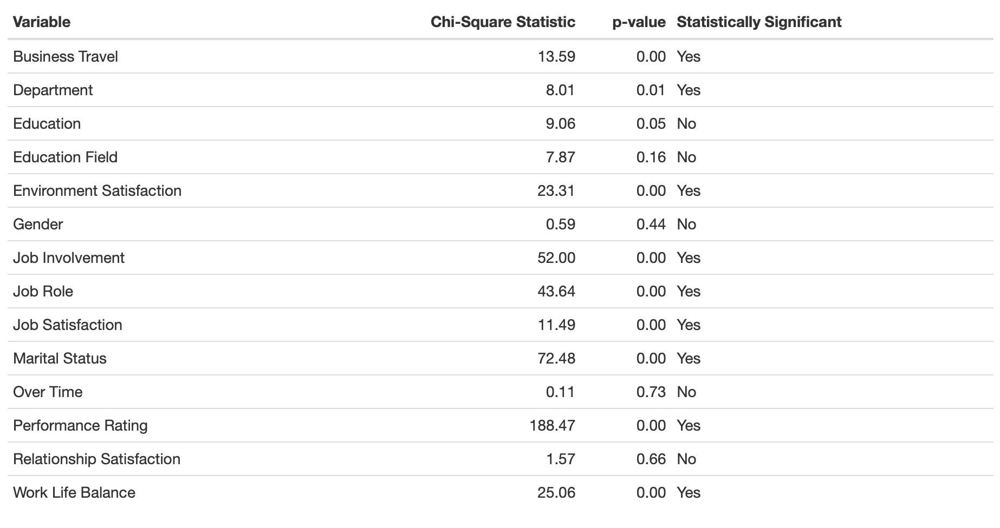 Variable Chi-Square Statistic p-value Statistically Significant
Business Travel 13.59 0.00 Yes
Department 8.01 0.01 Yes
Education 9.06 0.05 No
Education Field 7.87 0.16 No
Environment Satisfaction 23.31 0.00 Yes
Gender 0.59 0.44 No
Job Involvement 52.00 0.00 Yes
Job Role 43.64 0.00 Yes
Job Satisfaction 11.49 0.00 Yes
Marital Status 72.48 0.00 Yes
Over Time 0.11 0.73 No
Performance Rating 188.47 0.00 Yes
Relationship Satisfaction 1.57 0.66 No
Work Life Balance 25.06 0.00 Yes